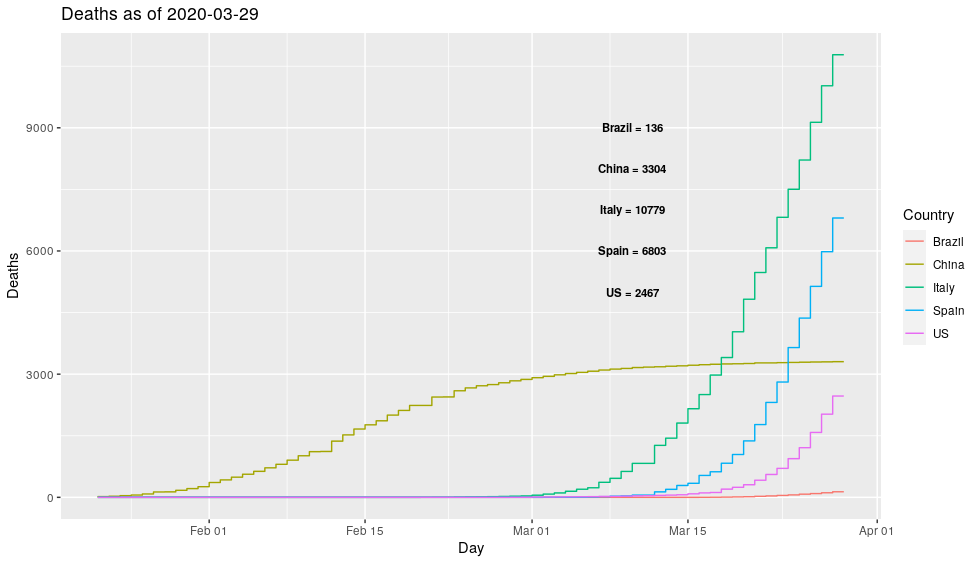 Deaths as of 2020-03-29
9000
6000
3000
0
Deaths
Brazil = 136
China = 3304
Italy = 10779
Spain = 6803
US = 2467
Feb 01
Feb 15
Mar 01
Mar 15
Apr 01
Day
Country
Brazil
China
Italy
Spain
US